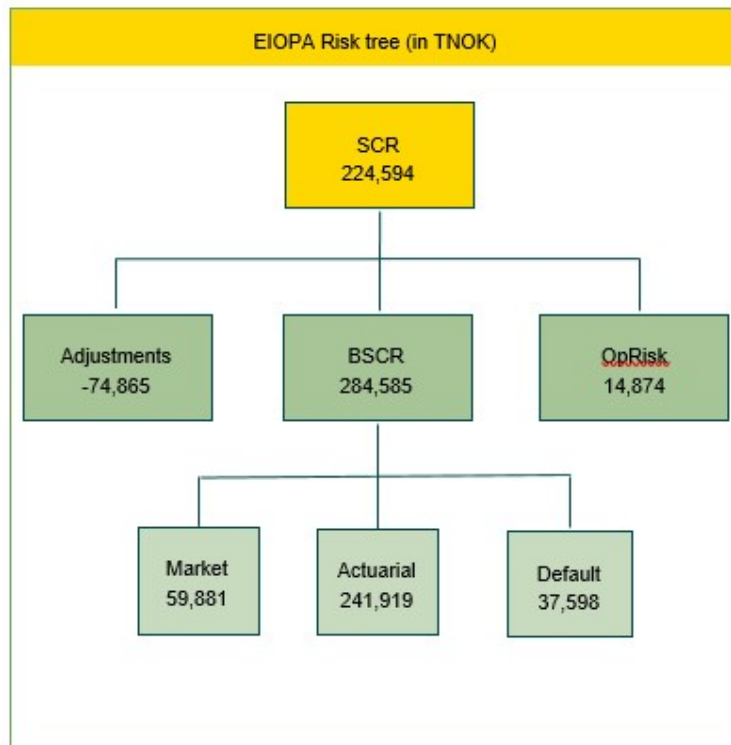 EIOPA Risk tree (in TNOK)
SCR
224,594
Adjustments
-74,865
BSCR
284,585
OpRisk
14,874
Market
59,881
Actuarial
241,919
Default
37,598